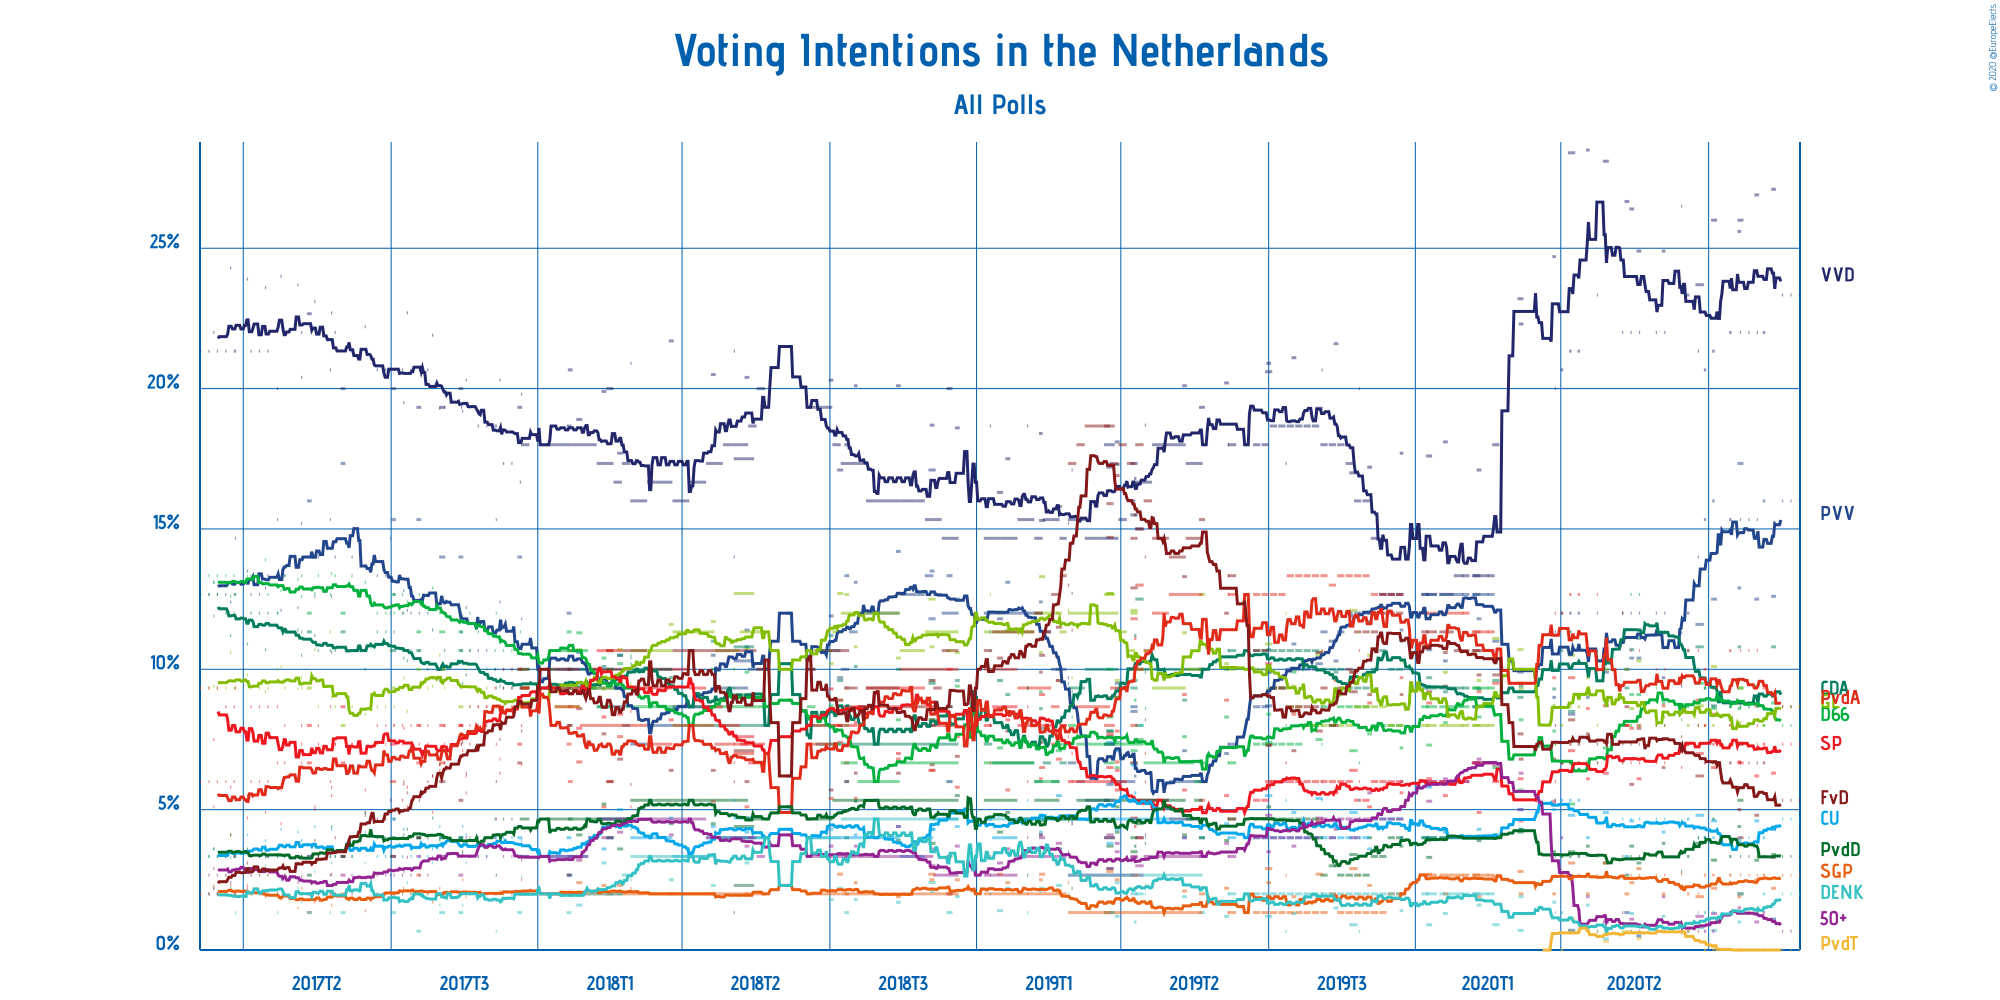 Voting Intentions in the Netherlands
All Polls
© 2020 @EuropeElects
25%
20%
15%
10%
5%
0%
VVD
PVV
CDA
PvdA
D66
SP
FvD
CU
PvdD
SGP
DENK
50+
PvdT
2017T2
2017T3
2018T1
2018T2
2018T3
2019T1
2019T2
2019T3
2020T1
2020T2